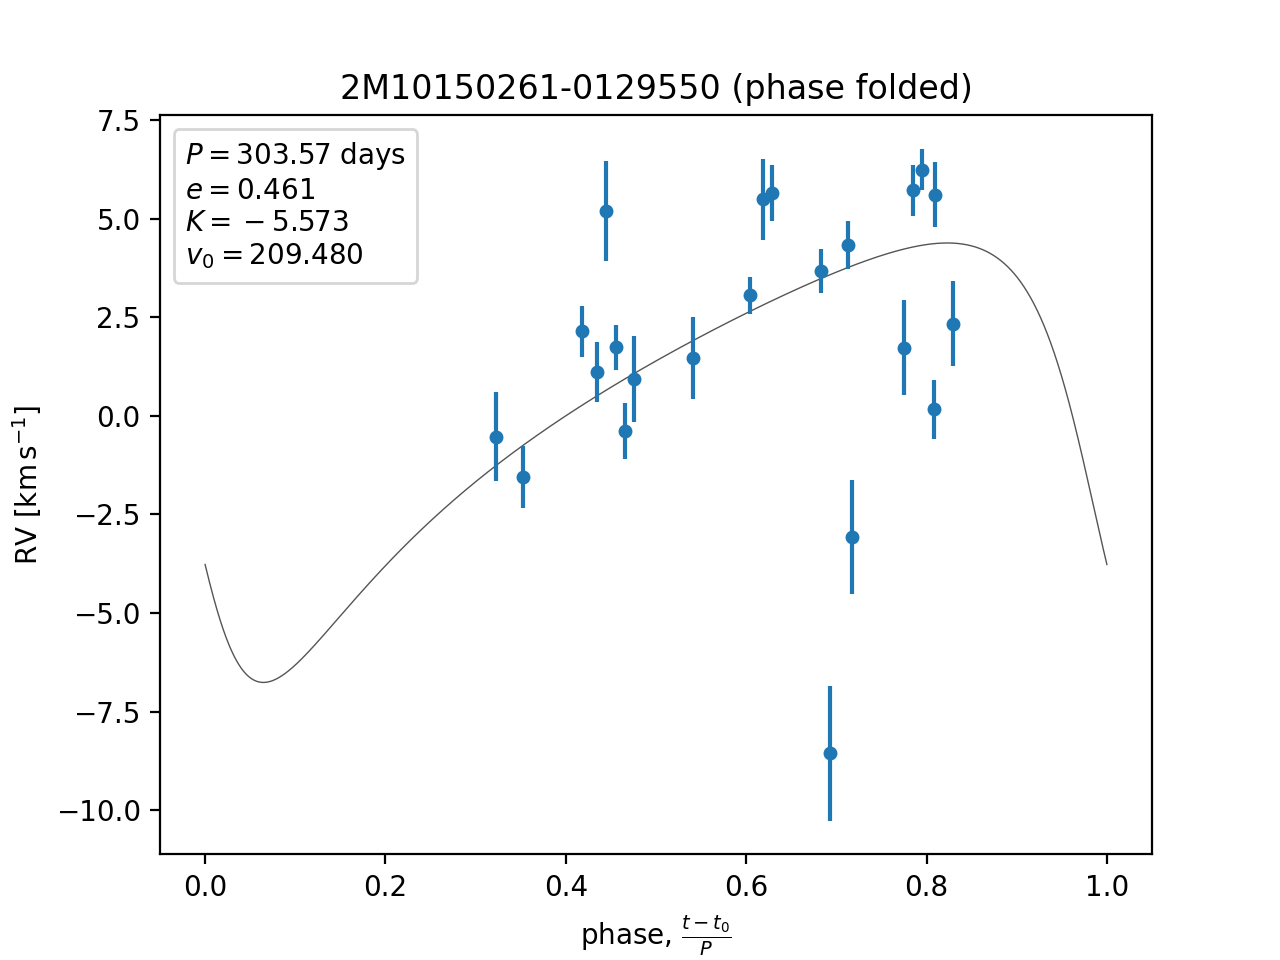 2M10150261-0129550 (phase folded)
P = 303.57 days
e = 0.461
K = −5.573
v₀ = 209.480
RV [km s⁻¹]
7.5
5.0
2.5
0.0
−2.5
−5.0
−7.5
−10.0
0.0 0.2 0.4 0.6 0.8 1.0
phase, (t − t₀)/P